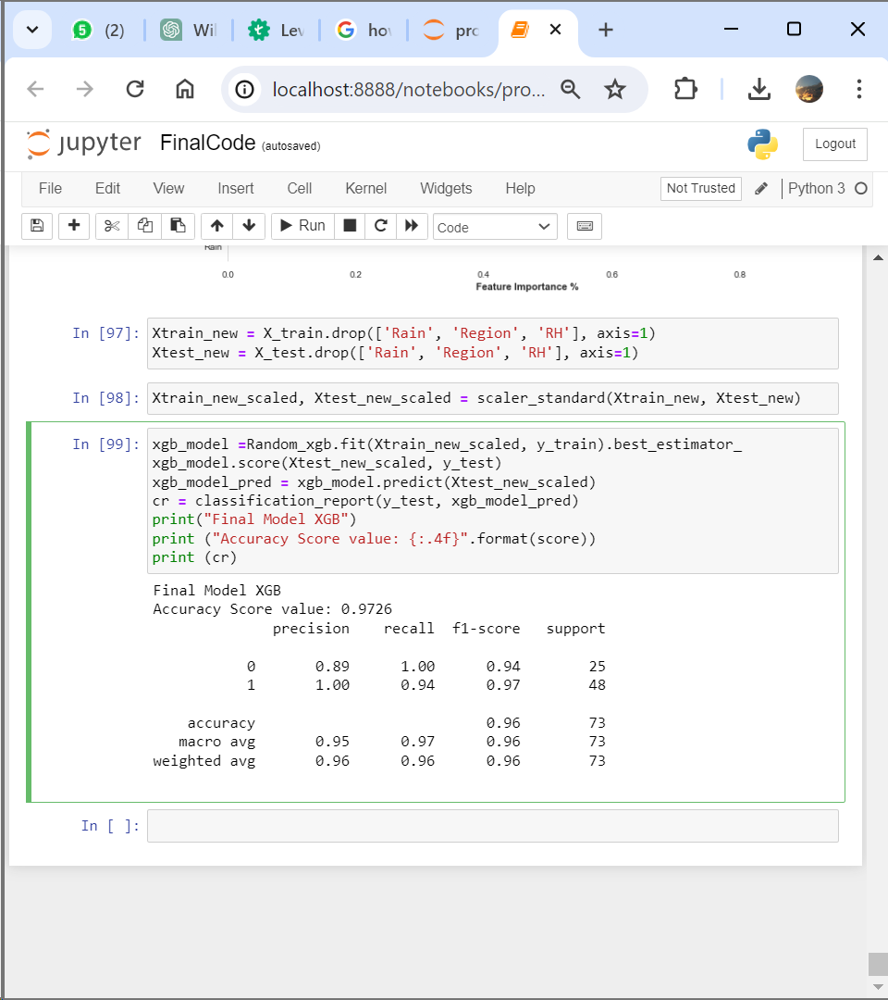 5 (2) Wi Lev ho pro
localhost:8888/notebooks/pro...
jupyter FinalCode (autosaved) Logout
File Edit View Insert Cell Kernel Widgets Help Not Trusted Python 3
Run Code
Rain
0.0 0.2 0.4 0.6 0.8
Feature Importance %
In [97]: Xtrain_new = X_train.drop(['Rain', 'Region', 'RH'], axis=1)
Xtest_new = X_test.drop(['Rain', 'Region', 'RH'], axis=1)
In [98]: Xtrain_new_scaled, Xtest_new_scaled = scaler_standard(Xtrain_new, Xtest_new)
In [99]: xgb_model =Random_xgb.fit(Xtrain_new_scaled, y_train).best_estimator_
xgb_model.score(Xtest_new_scaled, y_test)
xgb_model_pred = xgb_model.predict(Xtest_new_scaled)
cr = classification_report(y_test, xgb_model_pred)
print("Final Model XGB")
print ("Accuracy Score value: {:.4f}".format(score))
print (cr)
Final Model XGB
Accuracy Score value: 0.9726
precision recall f1-score support
0 0.89 1.00 0.94 25
1 1.00 0.94 0.97 48
accuracy 0.96 73
macro avg 0.95 0.97 0.96 73
weighted avg 0.96 0.96 0.96 73
In [ ]: